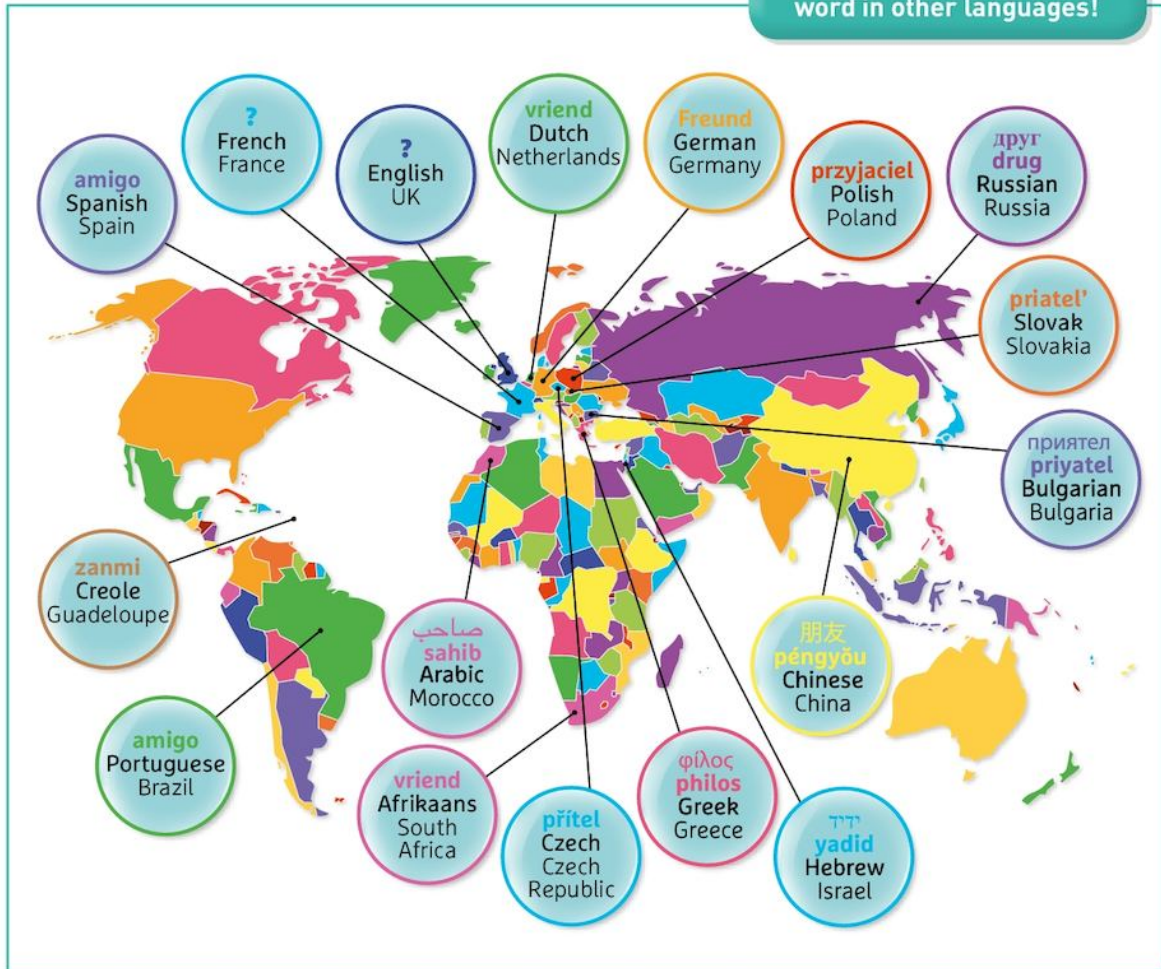 word in other languages!
?
French
France
?
English
UK
vriend
Dutch
Netherlands
Freund
German
Germany
amigo
Spanish
Spain
przyjaciel
Polish
Poland
друг
drug
Russian
Russia
priatel’
Slovak
Slovakia
приятел
priyatel
Bulgarian
Bulgaria
zanmi
Creole
Guadeloupe
صاحب
sahib
Arabic
Morocco
朋友
péngyǒu
Chinese
China
amigo
Portuguese
Brazil
vriend
Afrikaans
South
Africa
přítel
Czech
Czech
Republic
φίλος
philos
Greek
Greece
ידיד
yadid
Hebrew
Israel